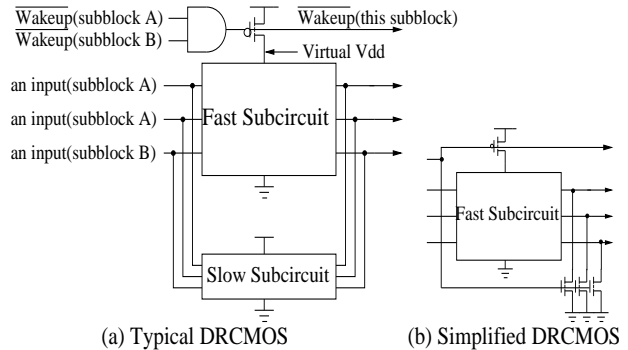 Wakeup(subblock A)
Wakeup(subblock B)
Wakeup(this subblock)
Virtual Vdd
an input(subblock A)
an input(subblock A)
an input(subblock B)
Fast Subcircuit
Slow Subcircuit
(a) Typical DRCMOS
Fast Subcircuit
(b) Simplified DRCMOS